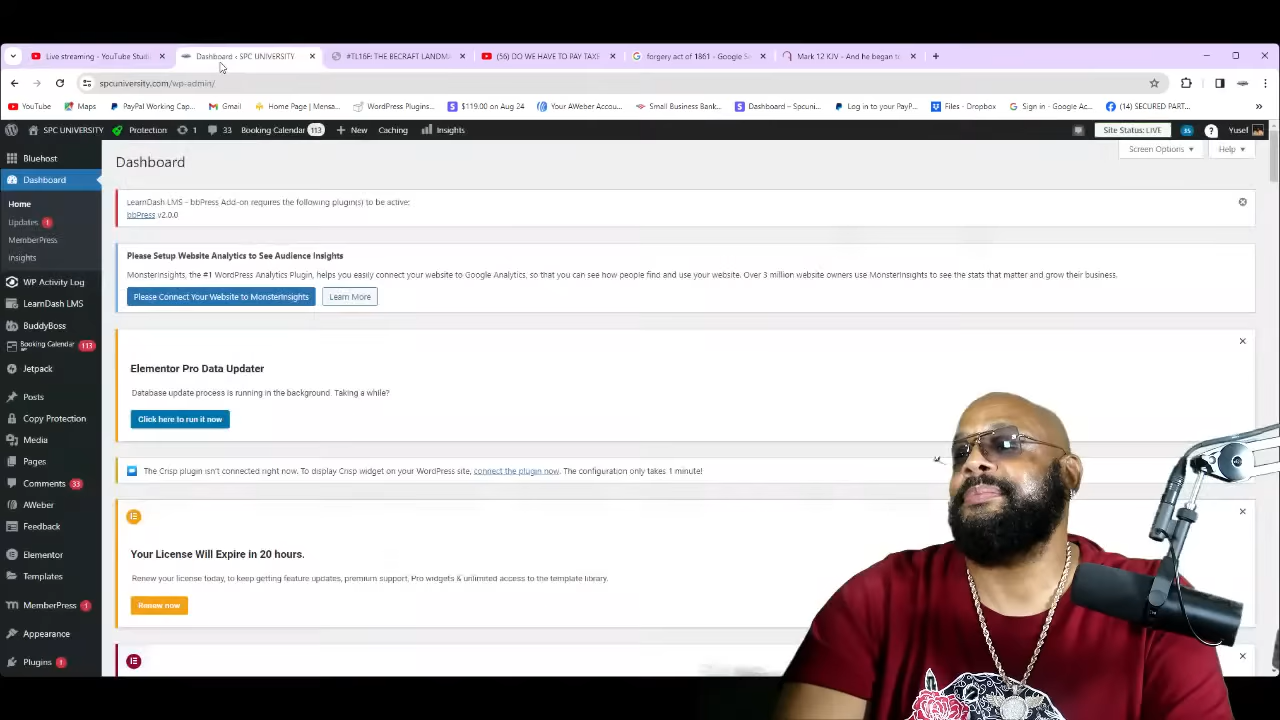 Live streaming - YouTube Studi
Dashboard ‹ SPC UNIVERSITY
#TL16F: THE RECRAFT LANDM
(56) DO WE HAVE TO PAY TAXE
forgery act of 1861 - Google Se
Mark 12 KJV - And he began to
spcuniversity.com/wp-admin/
YouTube
Maps
PayPal Working Cap...
Gmail
Home Page | Mensa...
WordPress Plugins...
$119.00 on Aug 24
(Your AWeber Accou...
Small Business Bank...
Dashboard – Spcuni...
Log in to your PayP...
Files - Dropbox
Sign in - Google Ac...
(14) SECURED PART...
SPC UNIVERSITY
Protection
1
33
Booking Calendar 113
New
Caching
Insights
Site Status: LIVE
35
Yusef
Bluehost
Dashboard
Home
Updates 1
MemberPress
Insights
WP Activity Log
LearnDash LMS
BuddyBoss
Booking Calendar 113
Jetpack
Posts
Copy Protection
Media
Pages
Comments 33
AWeber
Feedback
Elementor
Templates
MemberPress 1
Appearance
Plugins 1
Dashboard
Screen Options
Help
LearnDash LMS - bbPress Add-on requires the following plugin(s) to be active:
bbPress v2.0.0
Please Setup Website Analytics to See Audience Insights
MonsterInsights, the #1 WordPress Analytics Plugin, helps you easily connect your website to Google Analytics, so that you can see how people find and use your website. Over 3 million website owners use MonsterInsights to see the stats that matter and grow their business.
Please Connect Your Website to MonsterInsights
Learn More
Elementor Pro Data Updater
Database update process is running in the background. Taking a while?
Click here to run it now
The Crisp plugin isn't connected right now. To display Crisp widget on your WordPress site, connect the plugin now. The configuration only takes 1 minute!
Your License Will Expire in 20 hours.
Renew your license today, to keep getting feature updates, premium support, Pro widgets & unlimited access to the template library.
Renew now